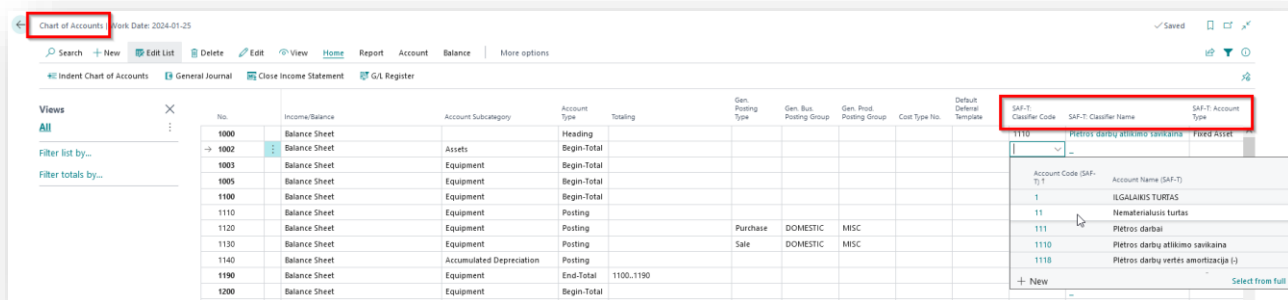 Chart of Accounts | Work Date: 2024-01-25
Saved
Search + New Edit List Delete Edit View Home Report Account Balance More options
Indent Chart of Accounts General Journal Close Income Statement G/L Register
Views
All
Filter list by...
Filter totals by...
No. Income/Balance Account Subcategory Account Type Totaling Gen. Posting Type Gen. Bus. Posting Group Gen. Prod. Posting Group Cost Type No. Default Deferral Template SAF-T: Classifier Code SAF-T: Classifier Name SAF-T: Account Type
1000 Balance Sheet Heading 1110 Plėtros darbų atlikimo savikaina Fixed Asset
1002 Balance Sheet Assets Begin-Total _
1003 Balance Sheet Equipment Begin-Total
1005 Balance Sheet Equipment Begin-Total
1100 Balance Sheet Equipment Begin-Total
1110 Balance Sheet Equipment Posting
1120 Balance Sheet Equipment Posting Purchase DOMESTIC MISC
1130 Balance Sheet Equipment Posting Sale DOMESTIC MISC
1140 Balance Sheet Accumulated Depreciation Posting
1190 Balance Sheet Equipment End-Total 1100..1190
1200 Balance Sheet Equipment Begin-Total _
Account Code (SAF-T) ↑ Account Name (SAF-T)
1 ILGALAIKIS TURTAS
11 Nematerialusis turtas
111 Plėtros darbai
1110 Plėtros darbų atlikimo savikaina
1118 Plėtros darbų vertės amortizacija (-)
+ New Select from full